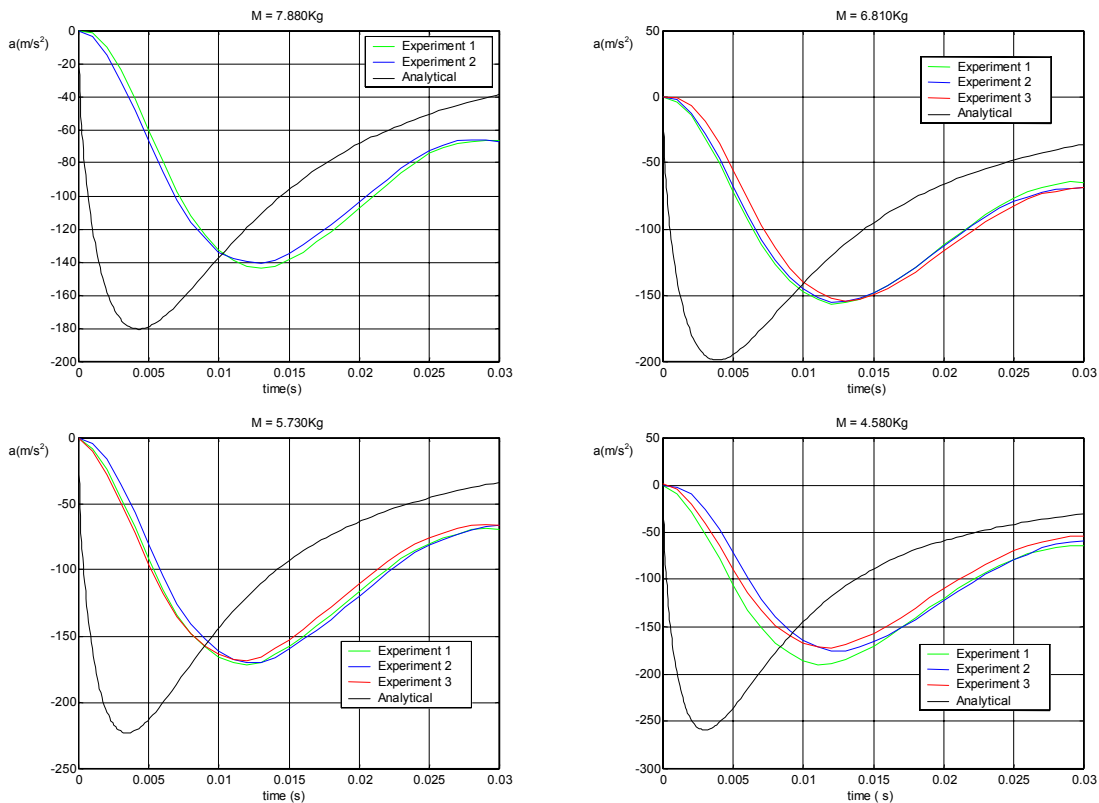 M = 7.880Kg
a(m/s²)
0
-20
-40
-60
-80
-100
-120
-140
-160
-180
-200
Experiment 1
Experiment 2
Analytical
0 0.005 0.01 0.015 0.02 0.025 0.03
time(s)
M = 6.810Kg
a(m/s²)
50
0
-50
-100
-150
-200
Experiment 1
Experiment 2
Experiment 3
Analytical
0 0.005 0.01 0.015 0.02 0.025 0.03
time(s)
M = 5.730Kg
a(m/s²)
0
-50
-100
-150
-200
-250
Experiment 1
Experiment 2
Experiment 3
Analytical
0 0.005 0.01 0.015 0.02 0.025 0.03
time (s)
M = 4.580Kg
a(m/s²)
50
0
-50
-100
-150
-200
-250
-300
Experiment 1
Experiment 2
Experiment 3
Analytical
0 0.005 0.01 0.015 0.02 0.025 0.03
time ( s)